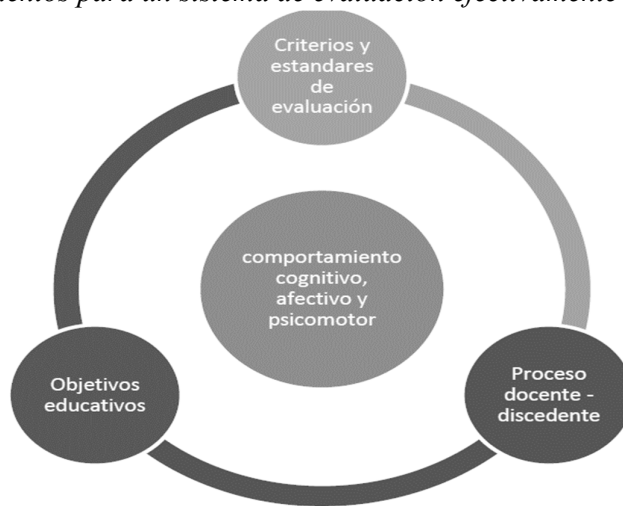 para un sistema de evaluación efectivamente
Criterios y
estandares
de
evaluación
comportamiento
cognitivo,
afectivo y
psicomotor
Objetivos
educativos
Proceso
docente -
discedente